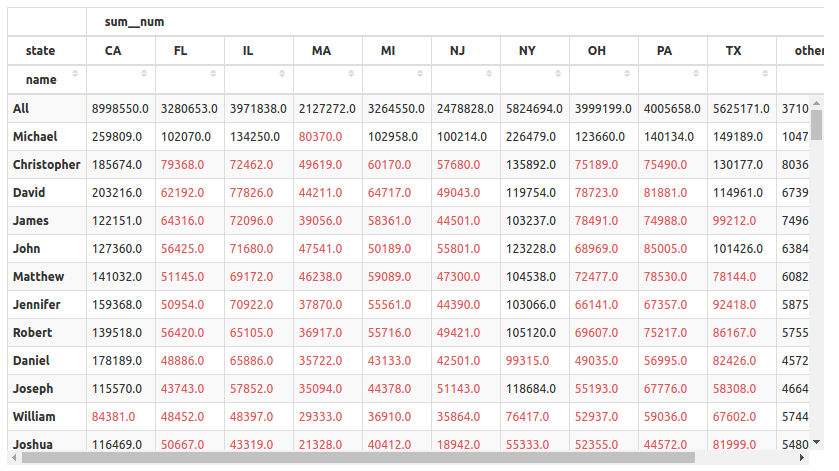 sum__num
state CA FL IL MA MI NJ NY OH PA TX other
name
All 8998550.0 3280653.0 3971838.0 2127272.0 3264550.0 2478828.0 5824694.0 3999199.0 4005658.0 5625171.0 3710
Michael 259809.0 102070.0 134250.0 80370.0 102958.0 100214.0 226479.0 123660.0 140134.0 149189.0 1047
Christopher 185674.0 79368.0 72462.0 49619.0 60170.0 57680.0 135892.0 75189.0 75490.0 130177.0 8036
David 203216.0 62192.0 77826.0 44211.0 64717.0 49043.0 119754.0 78723.0 81881.0 114961.0 6739
James 122151.0 64316.0 72096.0 39056.0 58361.0 44501.0 103237.0 78491.0 74988.0 99212.0 7496
John 127360.0 56425.0 71680.0 47541.0 50189.0 55801.0 123228.0 68969.0 85005.0 101426.0 6384
Matthew 141032.0 51145.0 69172.0 46238.0 59089.0 47300.0 104538.0 72477.0 78530.0 78144.0 6082
Jennifer 159368.0 50954.0 70922.0 37870.0 55561.0 44390.0 103066.0 66141.0 67357.0 92418.0 5875
Robert 139518.0 56420.0 65105.0 36917.0 55716.0 49421.0 105120.0 69607.0 75217.0 86167.0 5755
Daniel 178189.0 48886.0 65886.0 35722.0 43133.0 42501.0 99315.0 49035.0 56995.0 82426.0 4572
Joseph 115570.0 43743.0 57852.0 35094.0 44378.0 51143.0 118684.0 55193.0 67776.0 58308.0 4664
William 84381.0 48452.0 48397.0 29333.0 36910.0 35864.0 76417.0 52937.0 59036.0 67602.0 5744
Joshua 116469.0 50667.0 43319.0 21328.0 40412.0 18942.0 55333.0 52355.0 44572.0 81999.0 5480